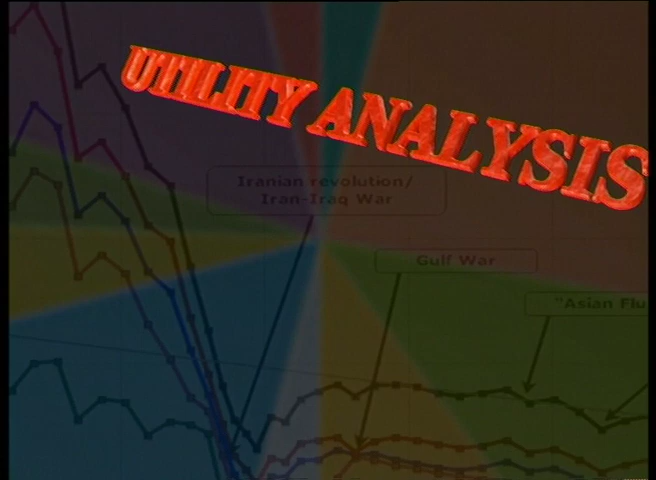 UTILITY ANALYSIS
Iranian revolution/
Iran-Iraq War
Gulf War
"Asian Flu